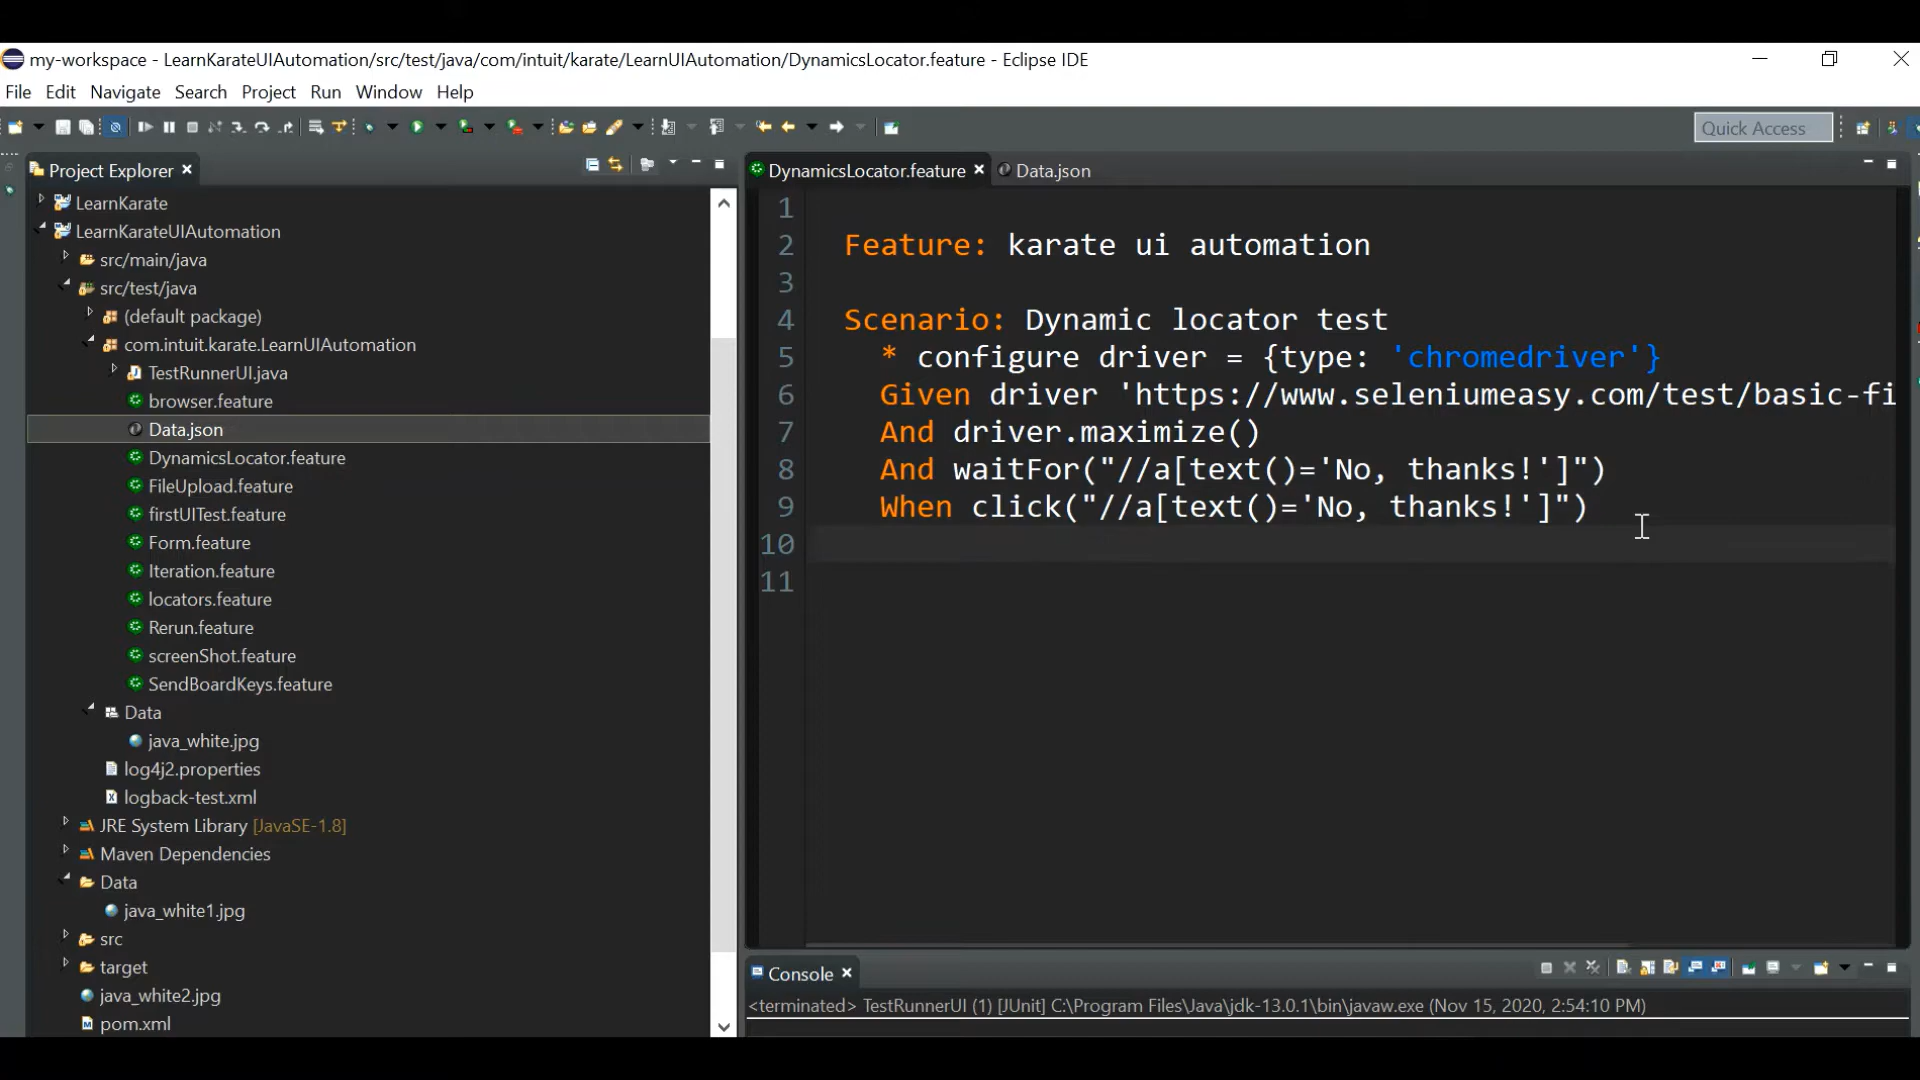 my-workspace - LearnKarateUIAutomation/src/test/java/com/intuit/karate/LearnUIAutomation/DynamicsLocator.feature - Eclipse IDE
File Edit Navigate Search Project Run Window Help
Quick Access
Project Explorer
LearnKarate
LearnKarateUIAutomation
src/main/java
src/test/java
(default package)
com.intuit.karate.LearnUIAutomation
TestRunnerUI.java
browser.feature
Data.json
DynamicsLocator.feature
FileUpload.feature
firstUITest.feature
Form.feature
Iteration.feature
locators.feature
Rerun.feature
screenShot.feature
SendBoardKeys.feature
Data
java_white.jpg
log4j2.properties
logback-test.xml
JRE System Library [JavaSE-1.8]
Maven Dependencies
Data
java_white1.jpg
src
target
java_white2.jpg
pom.xml
DynamicsLocator.feature Data.json
1
2 Feature: karate ui automation
3
4 Scenario: Dynamic locator test
5 * configure driver = {type: 'chromedriver'}
6 Given driver 'https://www.seleniumeasy.com/test/basic-fi
7 And driver.maximize()
8 And waitFor("//a[text()='No, thanks!']")
9 When click("//a[text()='No, thanks!']")
10
11
Console
<terminated> TestRunnerUI (1) [JUnit] C:\Program Files\Java\jdk-13.0.1\bin\javaw.exe (Nov 15, 2020, 2:54:10 PM)